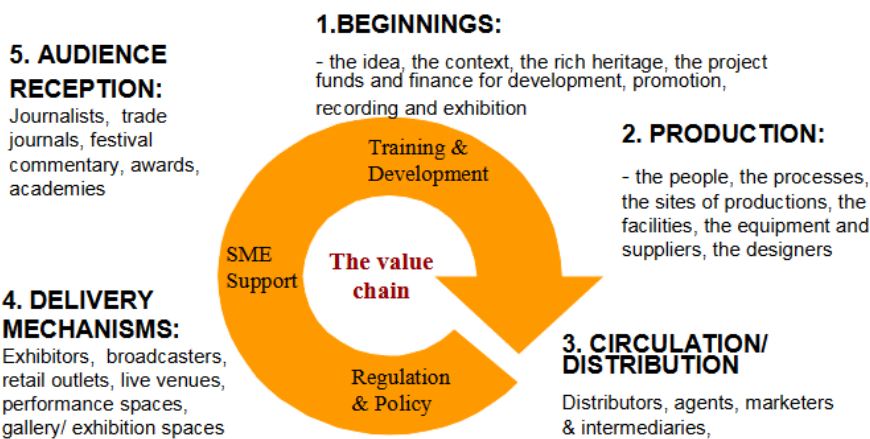 1.BEGINNINGS:
- the idea, the context, the rich heritage, the project
funds and finance for development, promotion,
recording and exhibition
2. PRODUCTION:
- the people, the processes,
the sites of productions, the
facilities, the equipment and
suppliers, the designers
3. CIRCULATION/
DISTRIBUTION
Distributors, agents, marketers
& intermediaries,
4. DELIVERY
MECHANISMS:
Exhibitors, broadcasters,
retail outlets, live venues,
performance spaces,
gallery/ exhibition spaces
5. AUDIENCE
RECEPTION:
Journalists, trade
journals, festival
commentary, awards,
academies
Training &
Development
SME
Support
The value
chain
Regulation
& Policy